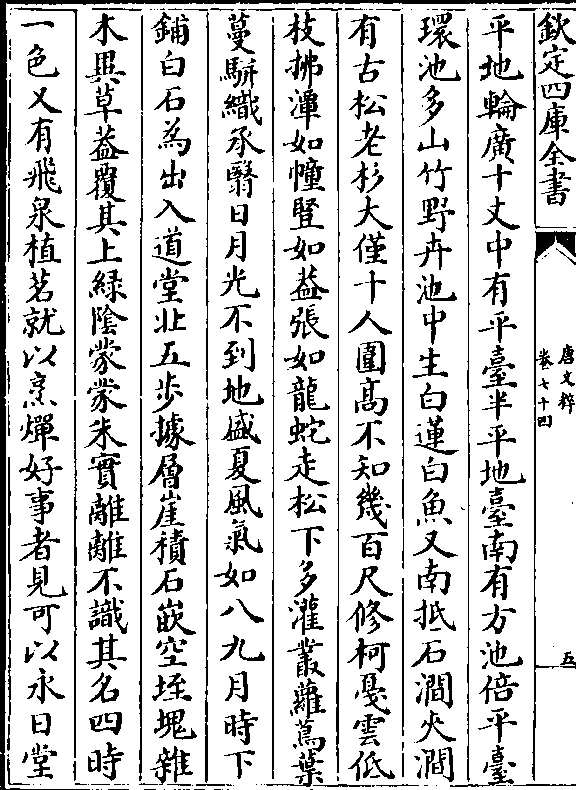 欽定四庫全書
唐文粹
卷七十四
五
平地輪廣十丈中有平臺半平地臺南有方池倍平臺
環池多山竹野卉池中生白蓮白魚又南抵石澗夾澗
有古松老杉大僅十人圍髙不知幾百尺修柯戛雲低
枝拂潭如幢豎如葢張如龍蛇走松下多灌叢蘿蔦葉
蔓駢織承翳日月光不到地盛夏風氣如八九月時下
鋪白石為出入道堂北五步據層崖積石嵌空垤堄雜
木異草葢覆其上緑陰蒙蒙朱實離離不識其名四時
一色又有飛泉植茗就以烹燀好事者見可以永日堂